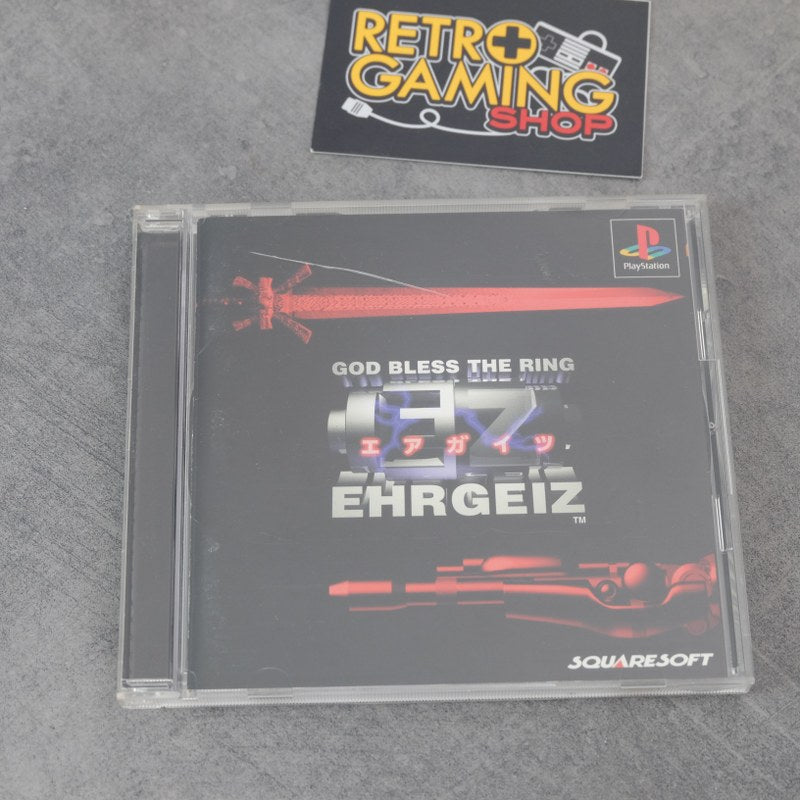 RETRO
GAMING
SHOP
PlayStation
GOD BLESS THE RING
エアガイツ
EHRGEIZ
TM
SQUARESOFT